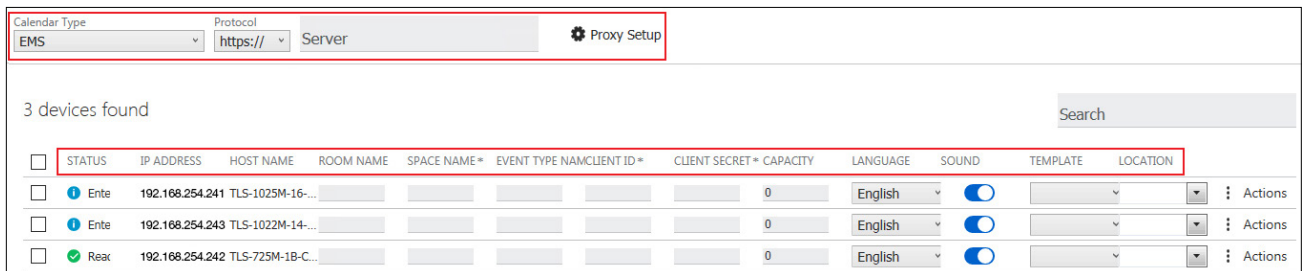 Calendar Type Protocol
EMS https:// Server Proxy Setup
3 devices found
Search
STATUS IP ADDRESS HOST NAME ROOM NAME SPACE NAME* EVENT TYPE NAMCLIENT ID* CLIENT SECRET* CAPACITY LANGUAGE SOUND TEMPLATE LOCATION
Ente 192.168.254.241 TLS-1025M-16-... 0 English Actions
Ente 192.168.254.243 TLS-1022M-14-... 0 English Actions
Reac 192.168.254.242 TLS-725M-1B-C... 0 English Actions